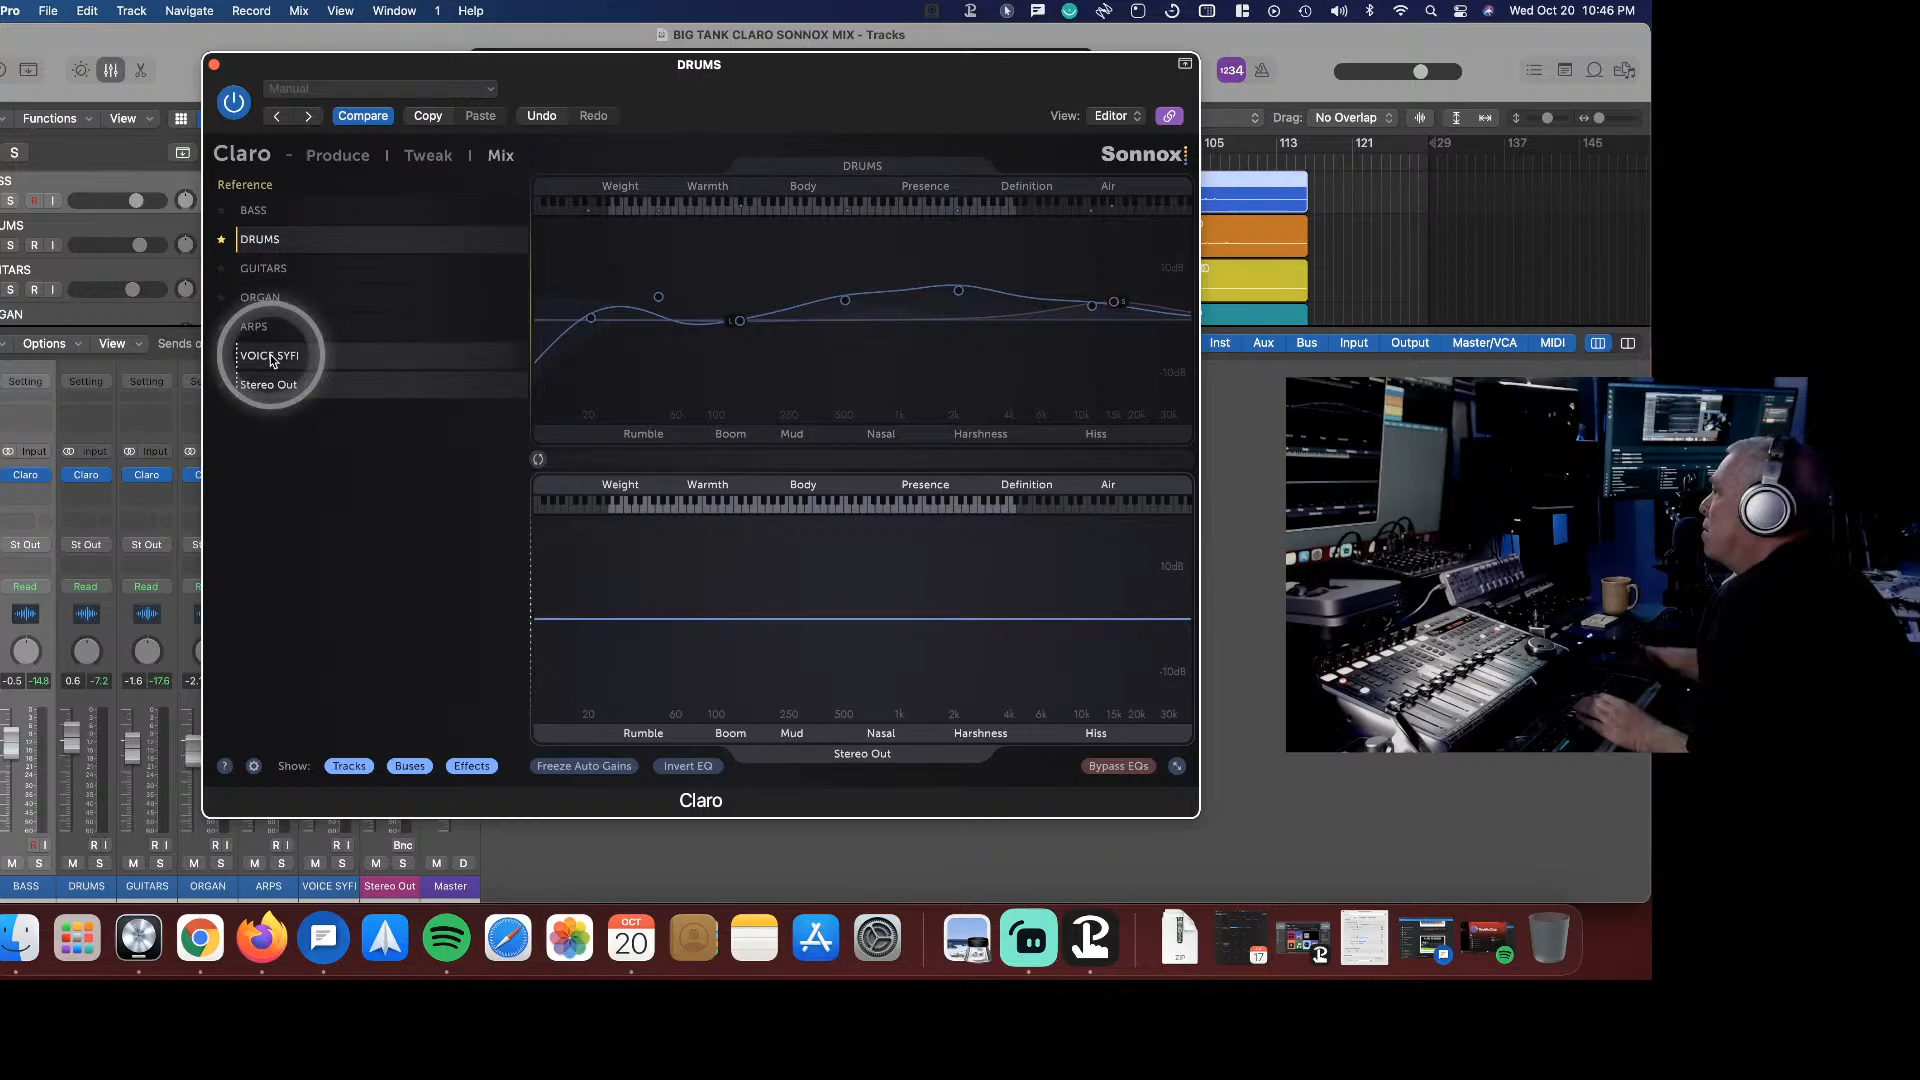 Pro File Edit Track Navigate Record Mix View Window 1 Help
Wed Oct 20 10:46 PM
BIG TANK CLARO SONNOX MIX - Tracks
DRUMS
Manual
Compare Copy Paste Undo Redo
View: Editor
1234
Functions View
Drag: No Overlap
105 113 121 129 137 145
S
Claro - Produce | Tweak | Mix
Sonnox
Reference
BASS
DRUMS
GUITARS
ORGAN
ARPS
VOICE SYFI
Stereo Out
DRUMS
Weight Warmth Body Presence Definition Air
10dB
-10dB
20 60 100 250 500 1k 2k 4k 6k 10k 15k 20k 30k
Rumble Boom Mud Nasal Harshness Hiss
Weight Warmth Body Presence Definition Air
10dB
-10dB
20 60 100 250 500 1k 2k 4k 6k 10k 15k 20k 30k
Rumble Boom Mud Nasal Harshness Hiss
Stereo Out
Show: Tracks Buses Effects
Freeze Auto Gains Invert EQ
Bypass EQs
Claro
SS
S R I
UMS
S R I
ITARS
S R I
GAN
Options View Sends o
Inst Aux Bus Input Output Master/VCA MIDI
Setting Setting Setting
Input Input Input
Claro Claro Claro
St Out St Out St Out
Read Read Read
-0.5 -14.8 0.6 -7.2 -1.6 -17.6
R I R I R I R I R I R I Bnc
M S M S M S M S M S M S M S M D
BASS DRUMS GUITARS ORGAN ARPS VOICE SYFI Stereo Out Master
OCT
20
ZIP
17